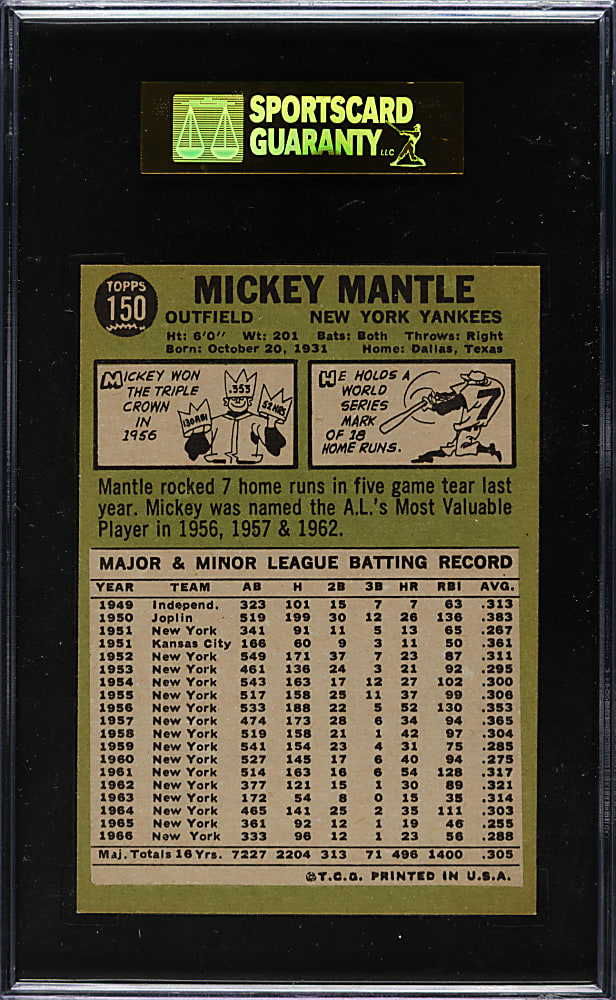 SPORTSCARD
GUARANTY LLC
TOPPS
150
MICKEY MANTLE
OUTFIELD NEW YORK YANKEES
Ht: 6'0" Wt: 201 Bats: Both Throws: Right
Born: October 20, 1931 Home: Dallas, Texas
MICKEY WON
THE TRIPLE
CROWN
IN
1956
130 RBI
.353
52 HRS
HE HOLDS A
WORLD
SERIES
MARK
OF 18
HOME RUNS.
7
Mantle rocked 7 home runs in five game tear last
year. Mickey was named the A.L.'s Most Valuable
Player in 1956, 1957 & 1962.
MAJOR & MINOR LEAGUE BATTING RECORD
YEAR TEAM AB H 2B 3B HR RBI AVG.
1949 Independ. 323 101 15 7 7 63 .313
1950 Joplin 519 199 30 12 26 136 .383
1951 New York 341 91 11 5 13 65 .267
1951 Kansas City 166 60 9 3 11 50 .361
1952 New York 549 171 37 7 23 87 .311
1953 New York 461 136 24 3 21 92 .295
1954 New York 543 163 17 12 27 102 .300
1955 New York 517 158 25 11 37 99 .306
1956 New York 533 188 22 5 52 130 .353
1957 New York 474 173 28 6 34 94 .365
1958 New York 519 158 21 1 42 97 .304
1959 New York 541 154 23 4 31 75 .285
1960 New York 527 145 17 6 40 94 .275
1961 New York 514 163 16 6 54 128 .317
1962 New York 377 121 15 1 30 89 .321
1963 New York 172 54 8 0 15 35 .314
1964 New York 465 141 25 2 35 111 .303
1965 New York 361 92 12 1 19 46 .255
1966 New York 333 96 12 1 23 56 .288
Maj. Totals 16 Yrs. 7227 2204 313 71 496 1400 .305
©T.C.G. PRINTED IN U.S.A.